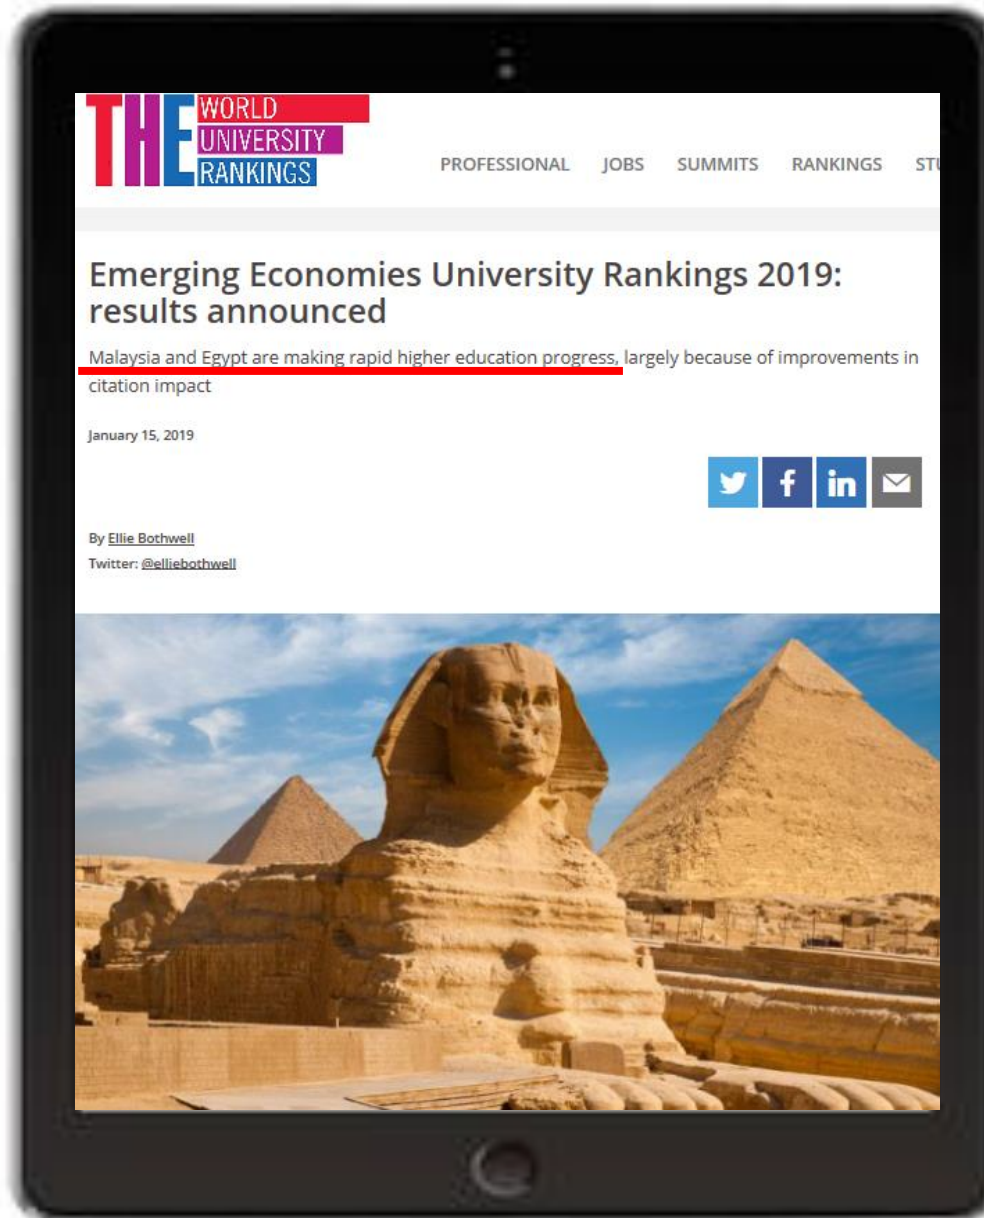 THE WORLD
UNIVERSITY
RANKINGS
PROFESSIONAL JOBS SUMMITS RANKINGS
Emerging Economies University Rankings 2019:
results announced
Malaysia and Egypt are making rapid higher education progress, largely because of improvements in
citation impact
January 15, 2019
f in
By Ellie Bothwell
Twitter: @elliebothwell